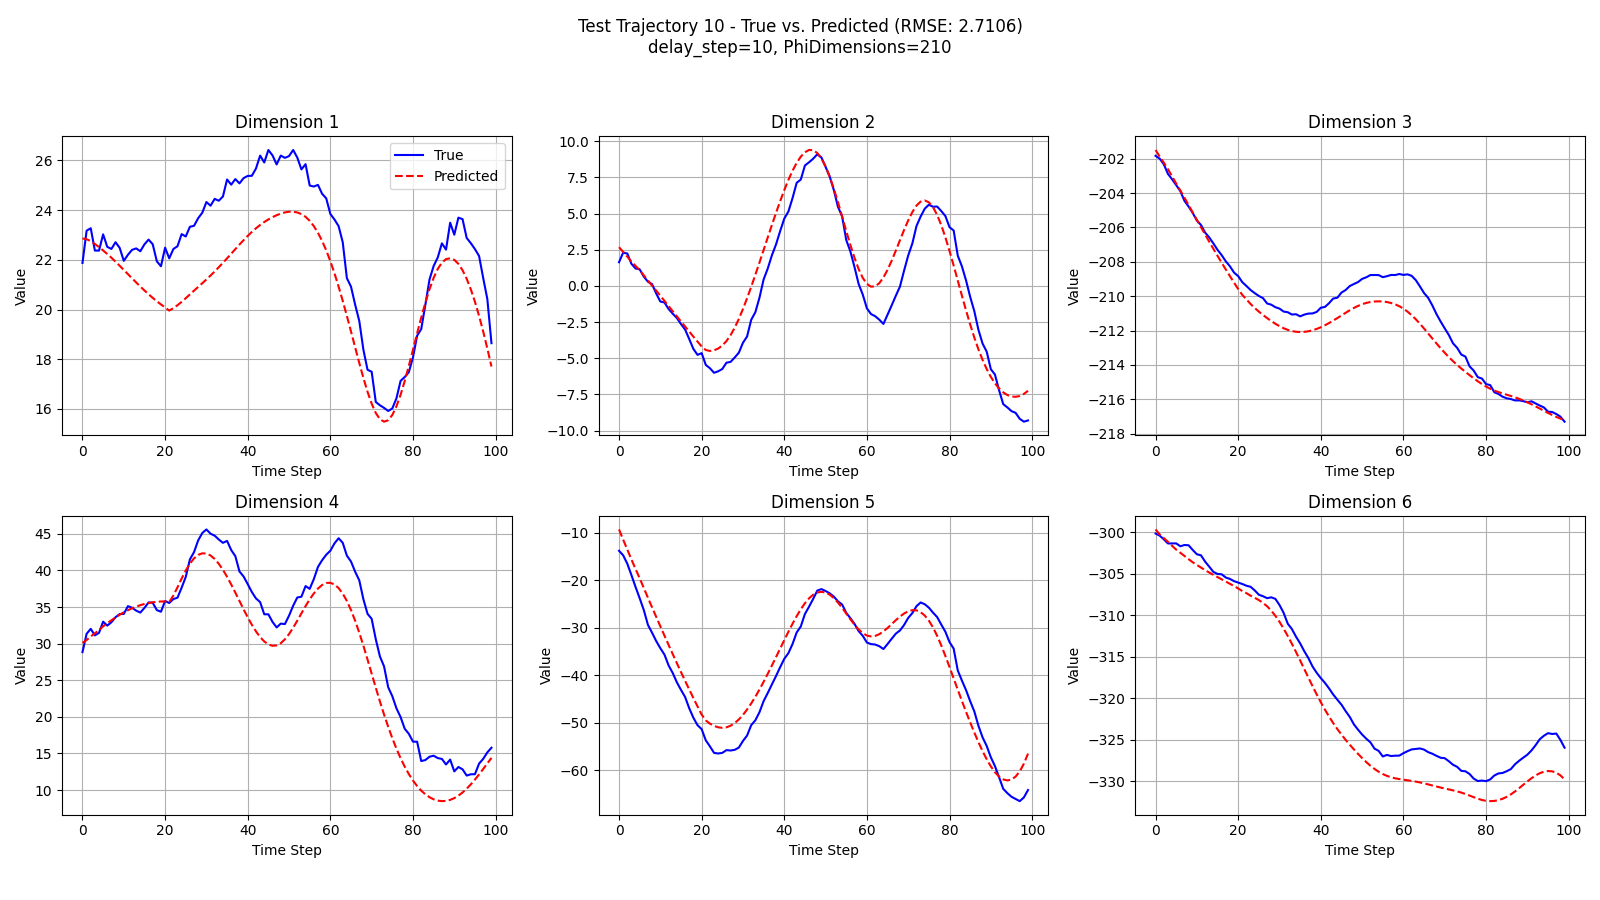 Test Trajectory 10 - True vs. Predicted (RMSE: 2.7106)
delay_step=10, PhiDimensions=210
Dimension 1
Value
26
24
22
20
18
16
0 20 40 60 80 100
Time Step
True
Predicted
Dimension 2
Value
10.0
7.5
5.0
2.5
0.0
−2.5
−5.0
−7.5
−10.0
0 20 40 60 80 100
Time Step
Dimension 3
Value
−202
−204
−206
−208
−210
−212
−214
−216
−218
0 20 40 60 80 100
Time Step
Dimension 4
Value
45
40
35
30
25
20
15
10
0 20 40 60 80 100
Time Step
Dimension 5
Value
−10
−20
−30
−40
−50
−60
0 20 40 60 80 100
Time Step
Dimension 6
Value
−300
−305
−310
−315
−320
−325
−330
0 20 40 60 80 100
Time Step